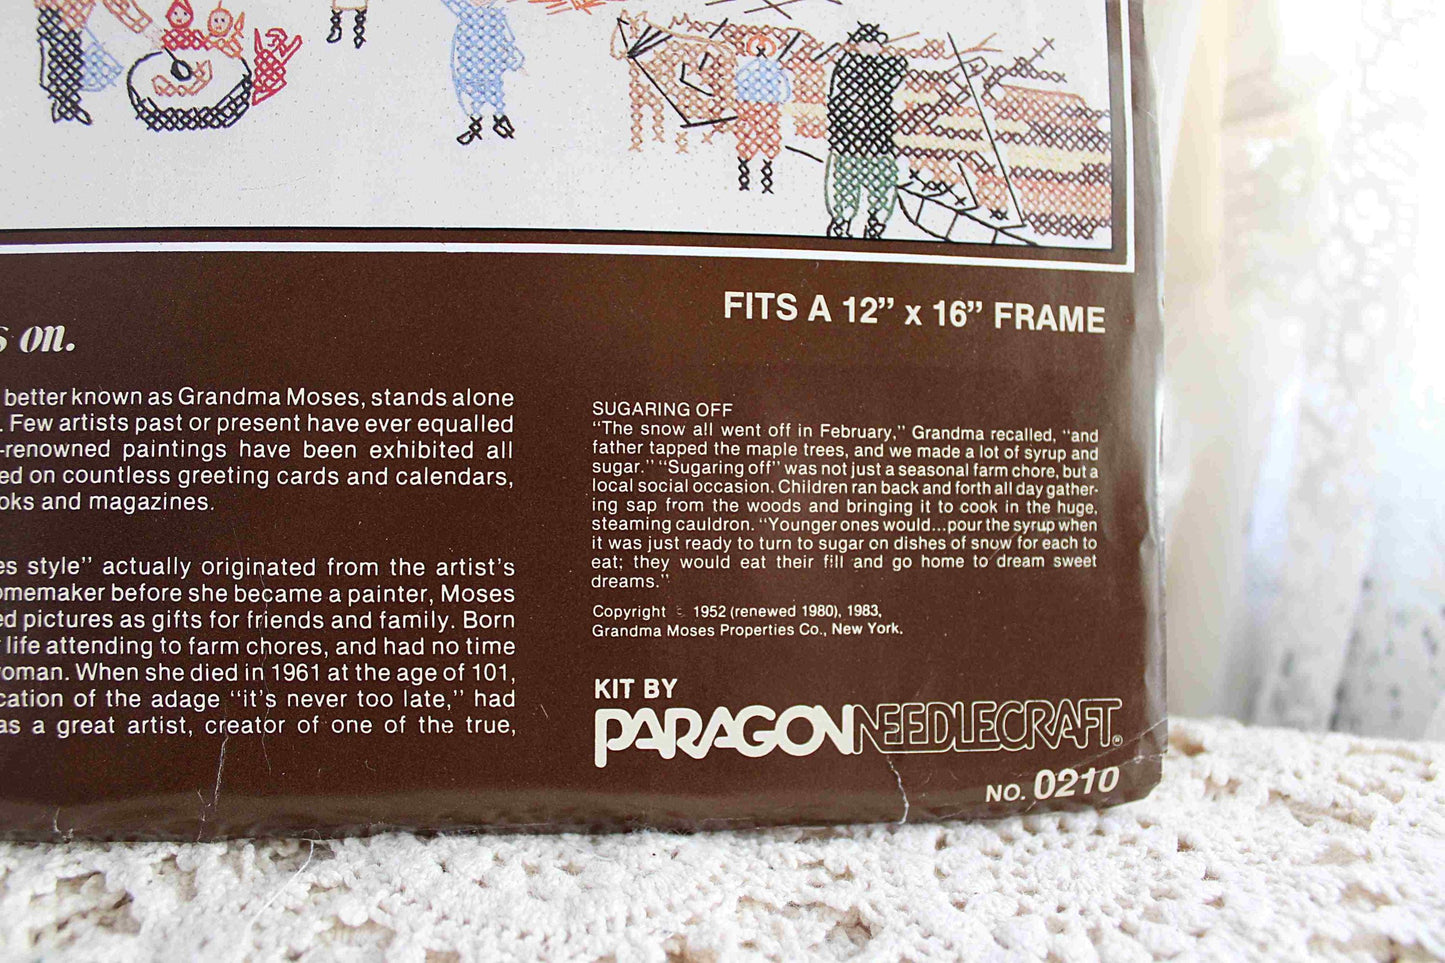 on.
better known as Grandma Moses, stands alone
. Few artists past or present have ever equalled
-renowned paintings have been exhibited all
on countless greeting cards and calendars,
and magazines.
style" actually originated from the artist's
before she became a painter, Moses
pictures as gifts for friends and family. Born
life attending to farm chores, and had no time
When she died in 1961 at the age of 101,
of the adage "it's never too late," had
as a great artist, creator of one of the true,
FITS A 12" x 16" FRAME
SUGARING OFF
"The snow all went off in February," Grandma recalled, "and
father tapped the maple trees, and we made a lot of syrup and
sugar." "Sugaring off" was not just a seasonal farm chore, but a
local social occasion. Children ran back and forth all day gather-
ing sap from the woods and bringing it to cook in the huge,
steaming cauldron. "Younger ones would...pour the syrup when
it was just ready to turn to sugar on dishes of snow for each to
eat; they would eat their fill and go home to dream sweet
dreams."
Copyright 1952 (renewed 1980), 1983,
Grandma Moses Properties Co., New York.
KIT BY
PARAGON NEEDLECRAFT®
NO. 0210